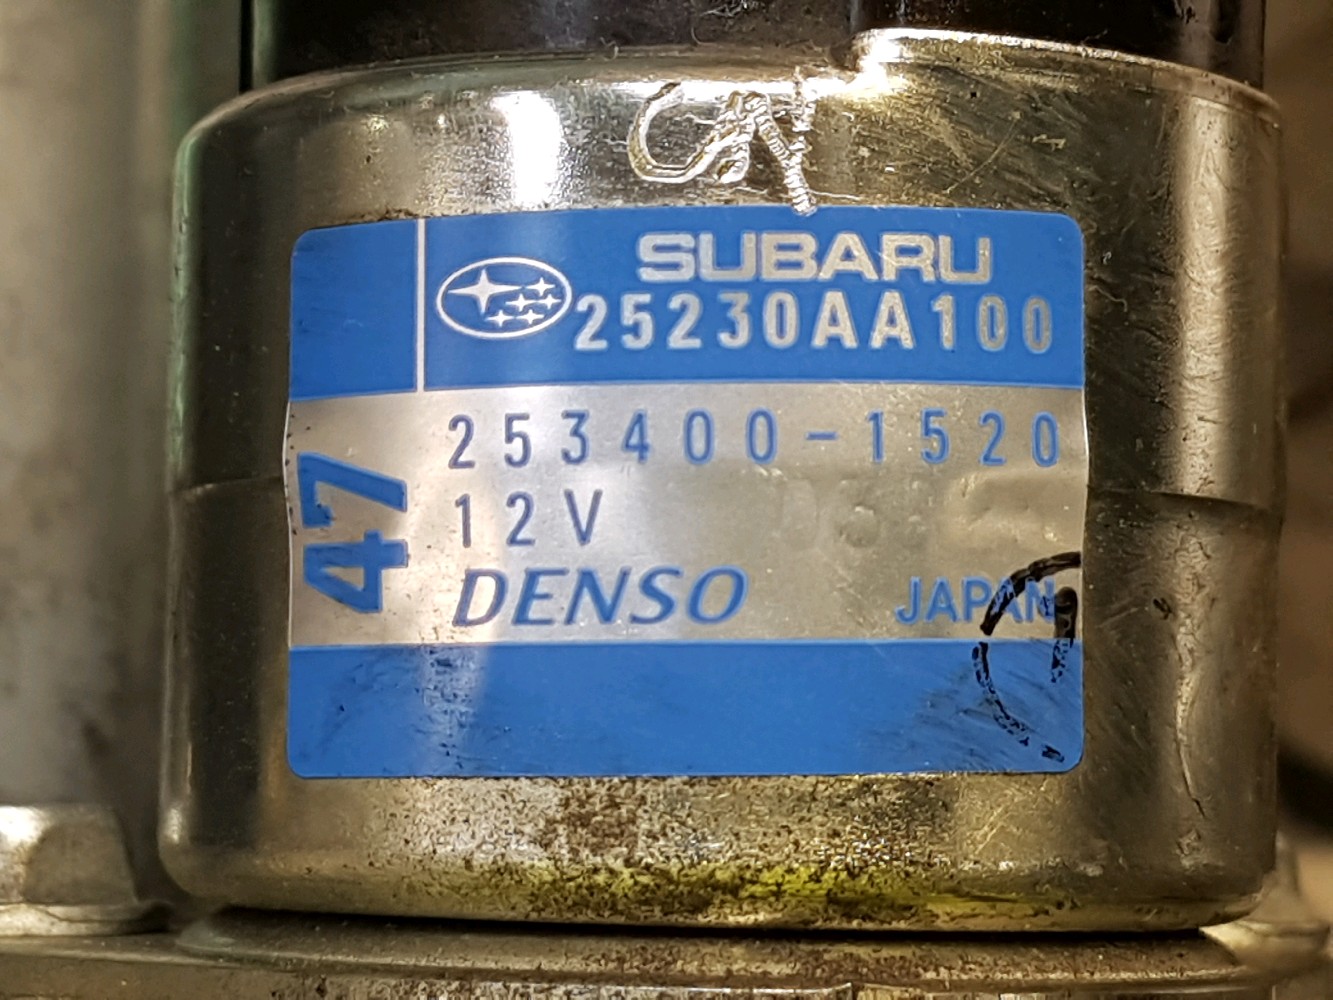 SUBARU
25230AA100
253400-1520
12V
DENSO JAPAN
47